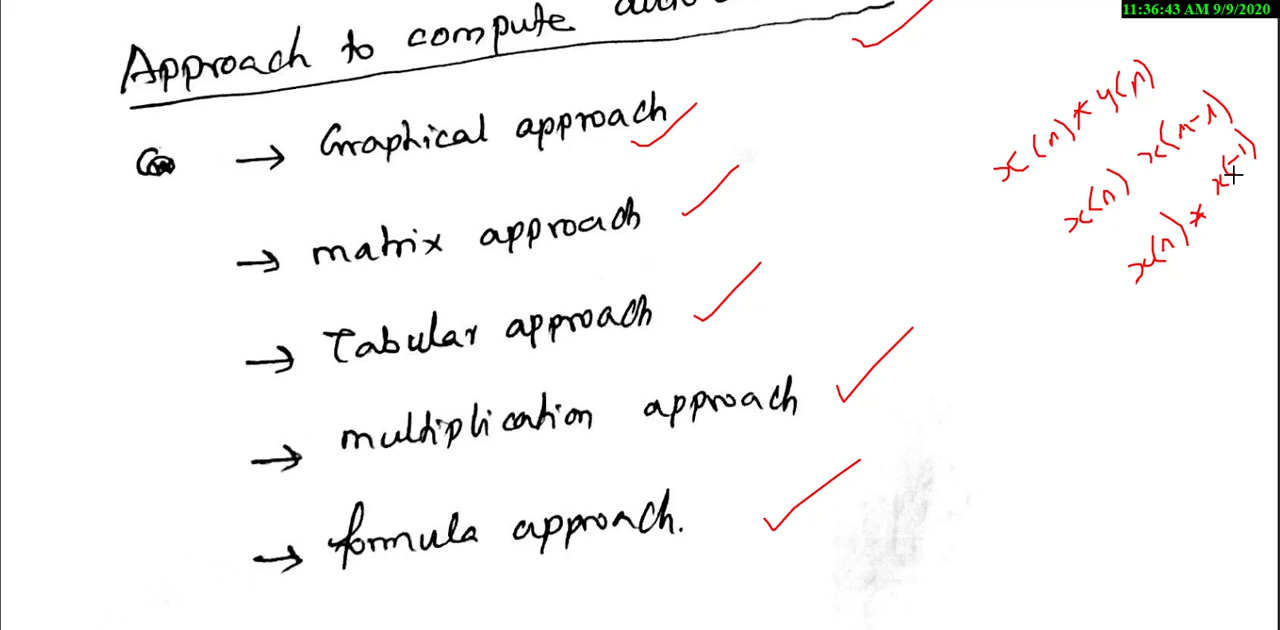 11:36:43 AM 9/9/2020
Approach to compute
→ Graphical approach
→ matrix approach
→ Tabular approach
→ multiplication approach
→ formula approach.
x(n) * y(n)
x(n) x(n-1)
x(n) * x(-1)